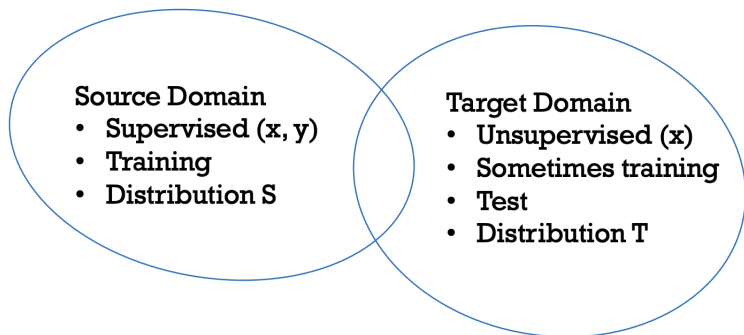 Source Domain
• Supervised (x, y)
• Training
• Distribution S
Target Domain
• Unsupervised (x)
• Sometimes training
• Test
• Distribution T